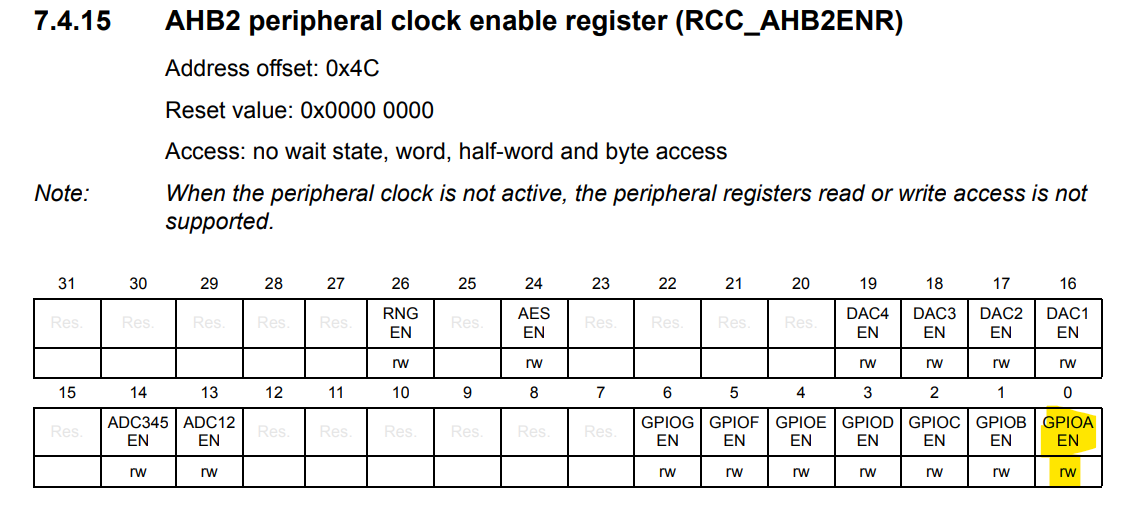 7.4.15 AHB2 peripheral clock enable register (RCC_AHB2ENR)
Address offset: 0x4C
Reset value: 0x0000 0000
Access: no wait state, word, half-word and byte access
Note: When the peripheral clock is not active, the peripheral registers read or write access is not
supported.
31 30 29 28 27 26 25 24 23 22 21 20 19 18 17 16
Res. Res. Res. Res. Res. RNG EN Res. AES EN Res. Res. Res. Res. DAC4 EN DAC3 EN DAC2 EN DAC1 EN
rw rw rw rw rw rw
15 14 13 12 11 10 9 8 7 6 5 4 3 2 1 0
Res. ADC345 EN ADC12 EN Res. Res. Res. Res. Res. Res. GPIOG EN GPIOF EN GPIOE EN GPIOD EN GPIOC EN GPIOB EN GPIOA EN
rw rw rw rw rw rw rw rw rw